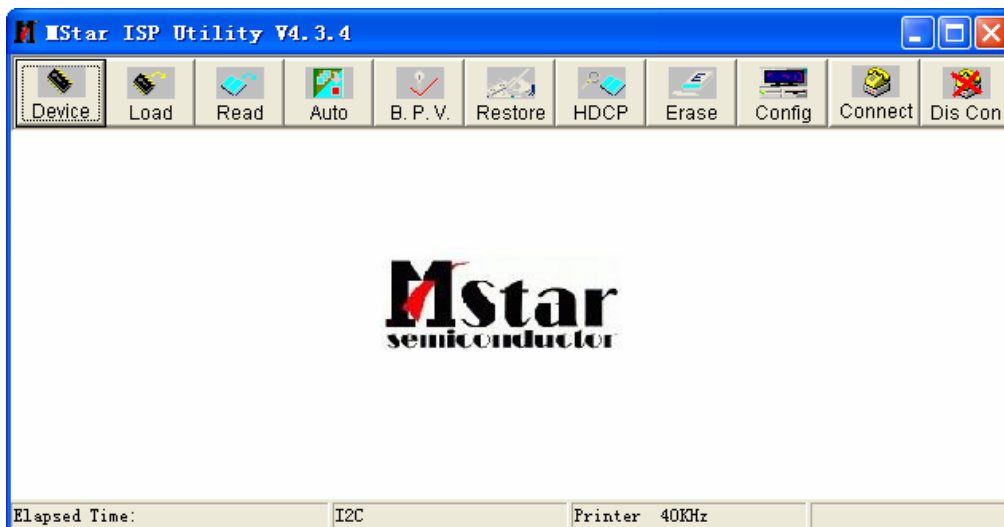 MStar ISP Utility V4.3.4
Device Load Read Auto B.P.V. Restore HDCP Erase Config Connect Dis Con
MStar
semiconductor
Elapsed Time: I2C Printer 40KHz